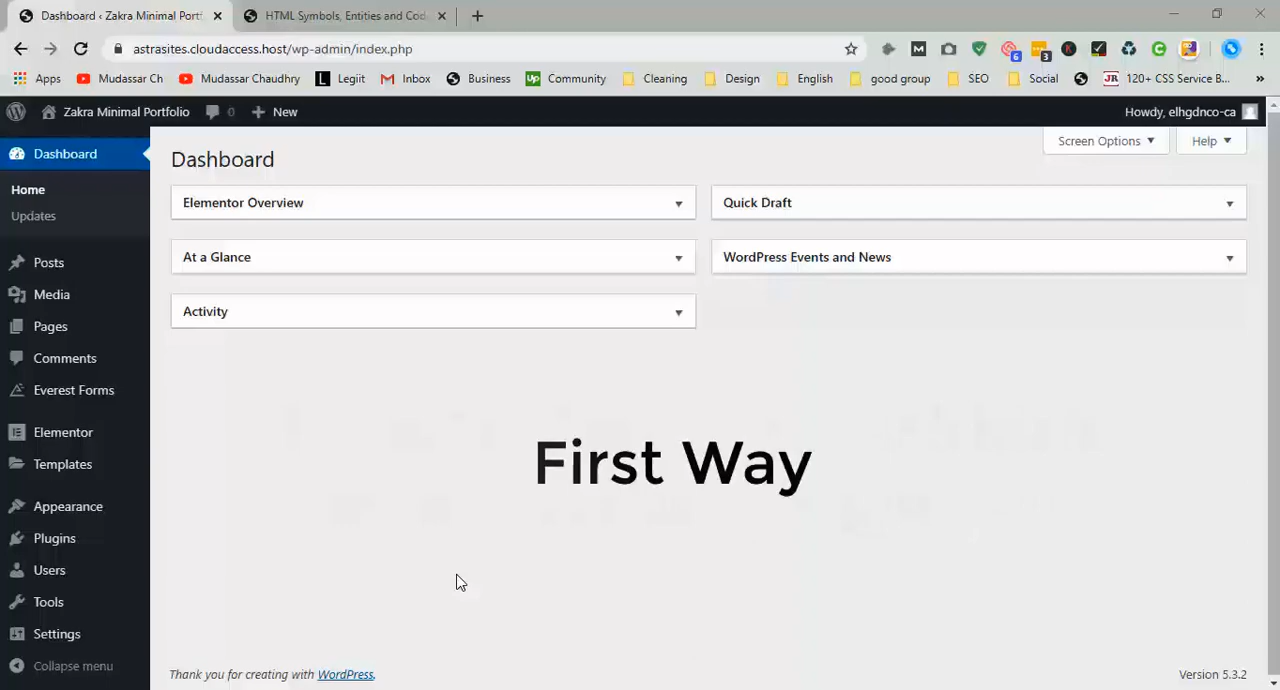 Dashboard ‹ Zakra Minimal Portf
HTML Symbols, Entities and Cod
astrasites.cloudaccess.host/wp-admin/index.php
6
3
Apps
Mudassar Ch
Mudassar Chaudhry
Legiit
Inbox
Business
Community
Cleaning
Design
English
good group
SEO
Social
120+ CSS Service B...
Zakra Minimal Portfolio
0
New
Howdy, elhgdnco-ca
Dashboard
Home
Updates
Posts
Media
Pages
Comments
Everest Forms
Elementor
Templates
Appearance
Plugins
Users
Tools
Settings
Collapse menu
Screen Options
Help
Dashboard
Elementor Overview
Quick Draft
At a Glance
WordPress Events and News
Activity
First Way
Thank you for creating with WordPress.
Version 5.3.2